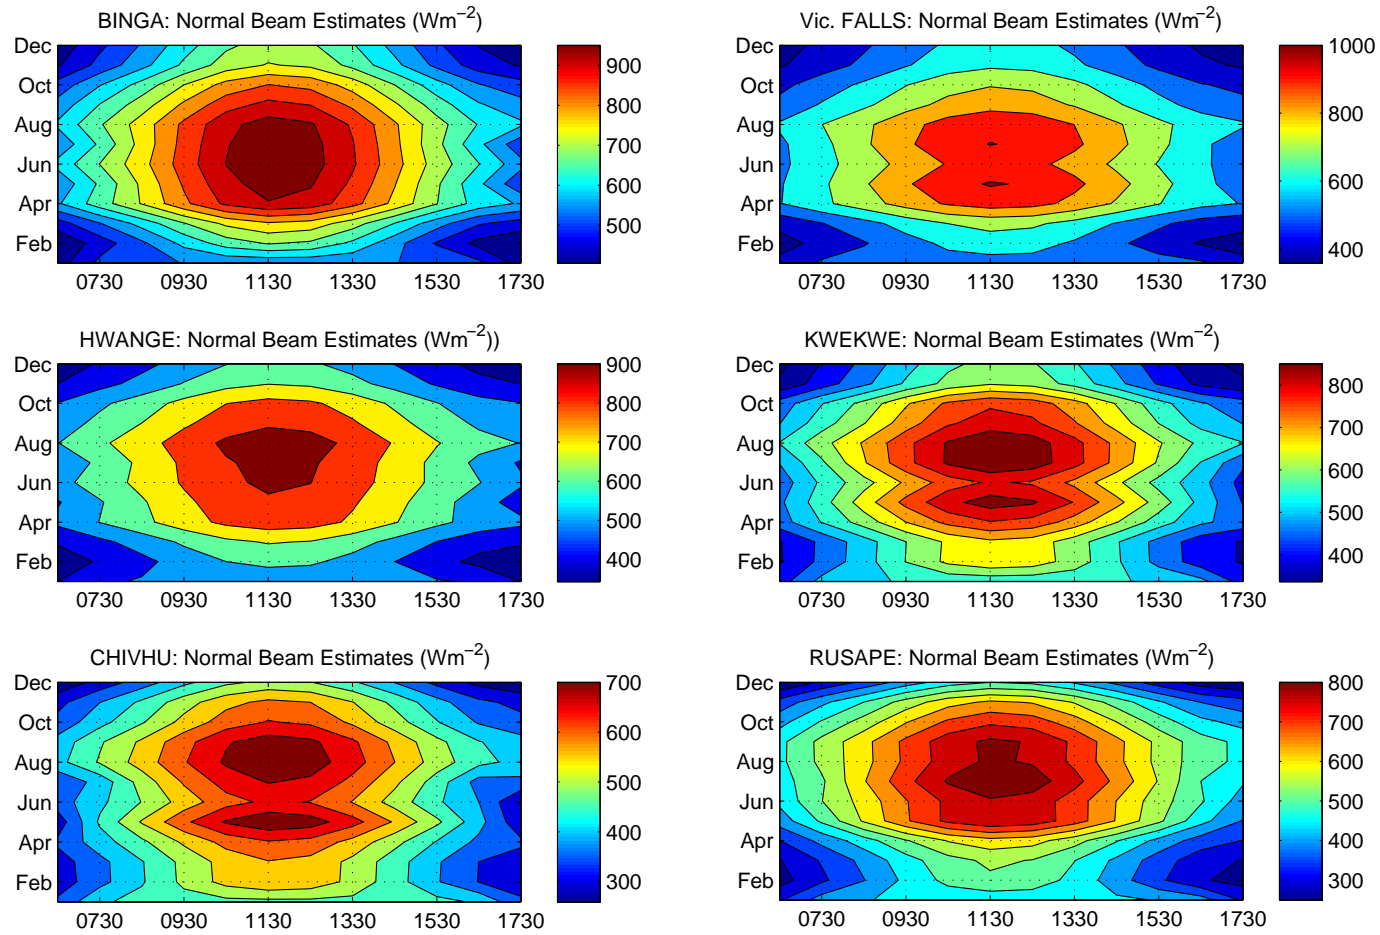 BINGA: Normal Beam Estimates (Wm−2)
Dec
Oct
Aug
Jun
Apr
Feb
0730 0930 1130 1330 1530 1730
900
800
700
600
500
Vic. FALLS: Normal Beam Estimates (Wm−2)
Dec
Oct
Aug
Jun
Apr
Feb
0730 0930 1130 1330 1530 1730
1000
800
600
400
HWANGE: Normal Beam Estimates (Wm−2))
Dec
Oct
Aug
Jun
Apr
Feb
0730 0930 1130 1330 1530 1730
900
800
700
600
500
400
KWEKWE: Normal Beam Estimates (Wm−2)
Dec
Oct
Aug
Jun
Apr
Feb
0730 0930 1130 1330 1530 1730
800
700
600
500
400
CHIVHU: Normal Beam Estimates (Wm−2)
Dec
Oct
Aug
Jun
Apr
Feb
0730 0930 1130 1330 1530 1730
700
600
500
400
300
RUSAPE: Normal Beam Estimates (Wm−2)
Dec
Oct
Aug
Jun
Apr
Feb
0730 0930 1130 1330 1530 1730
800
700
600
500
400
300